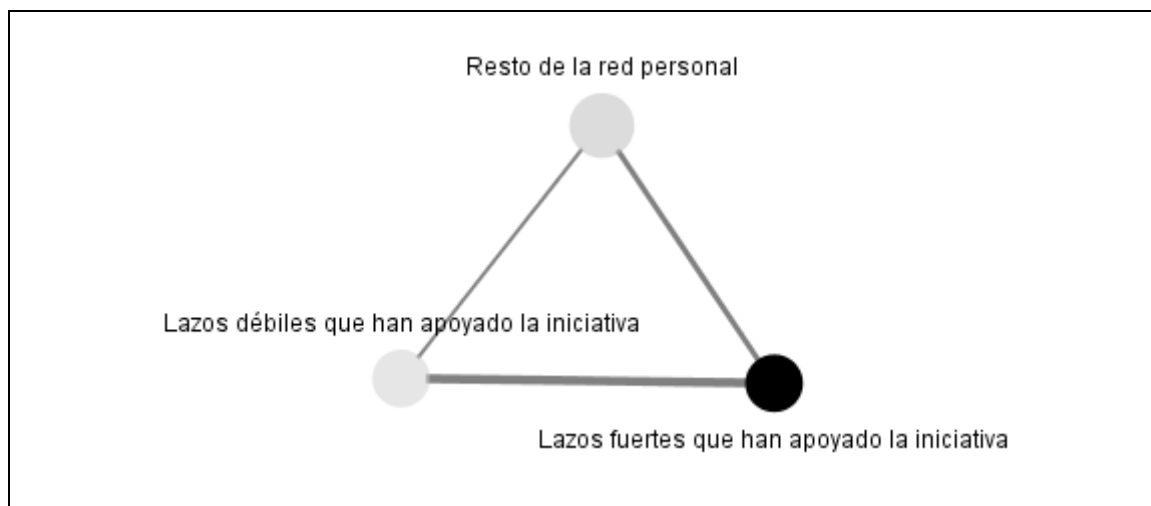 Resto de la red personal
Lazos débiles que han apoyado la iniciativa
Lazos fuertes que han apoyado la iniciativa